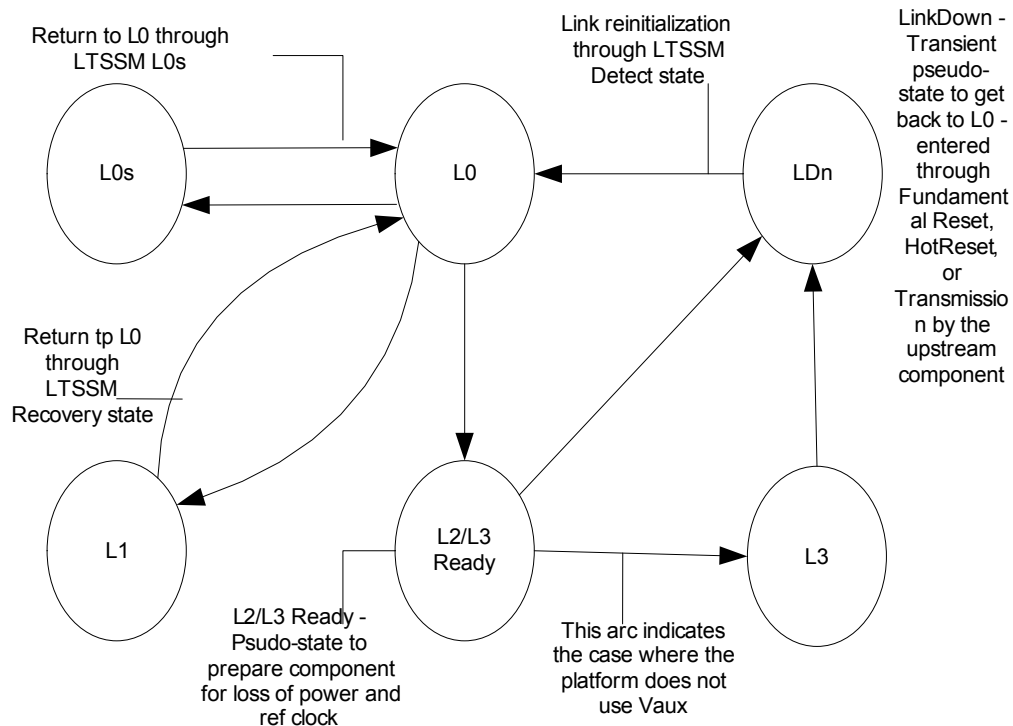 Return to L0 through
LTSSM L0s
Link reinitialization
through LTSSM
Detect state
LinkDown -
Transient
pseudo-
state to get
back to L0 -
entered
through
Fundament
al Reset,
HotReset,
or
Transmissio
n by the
upstream
component
L0s
L0
LDn
Return tp L0
through
LTSSM
Recovery state
L1
L2/L3
Ready
L3
L2/L3 Ready -
Psudo-state to
prepare component
for loss of power and
ref clock
This arc indicates
the case where the
platform does not
use Vaux